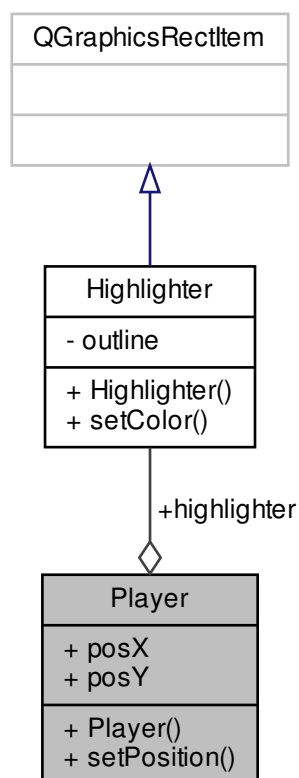 QGraphicsRectItem
Highlighter
- outline
+ Highlighter()
+ setColor()
+highlighter
Player
+ posX
+ posY
+ Player()
+ setPosition()